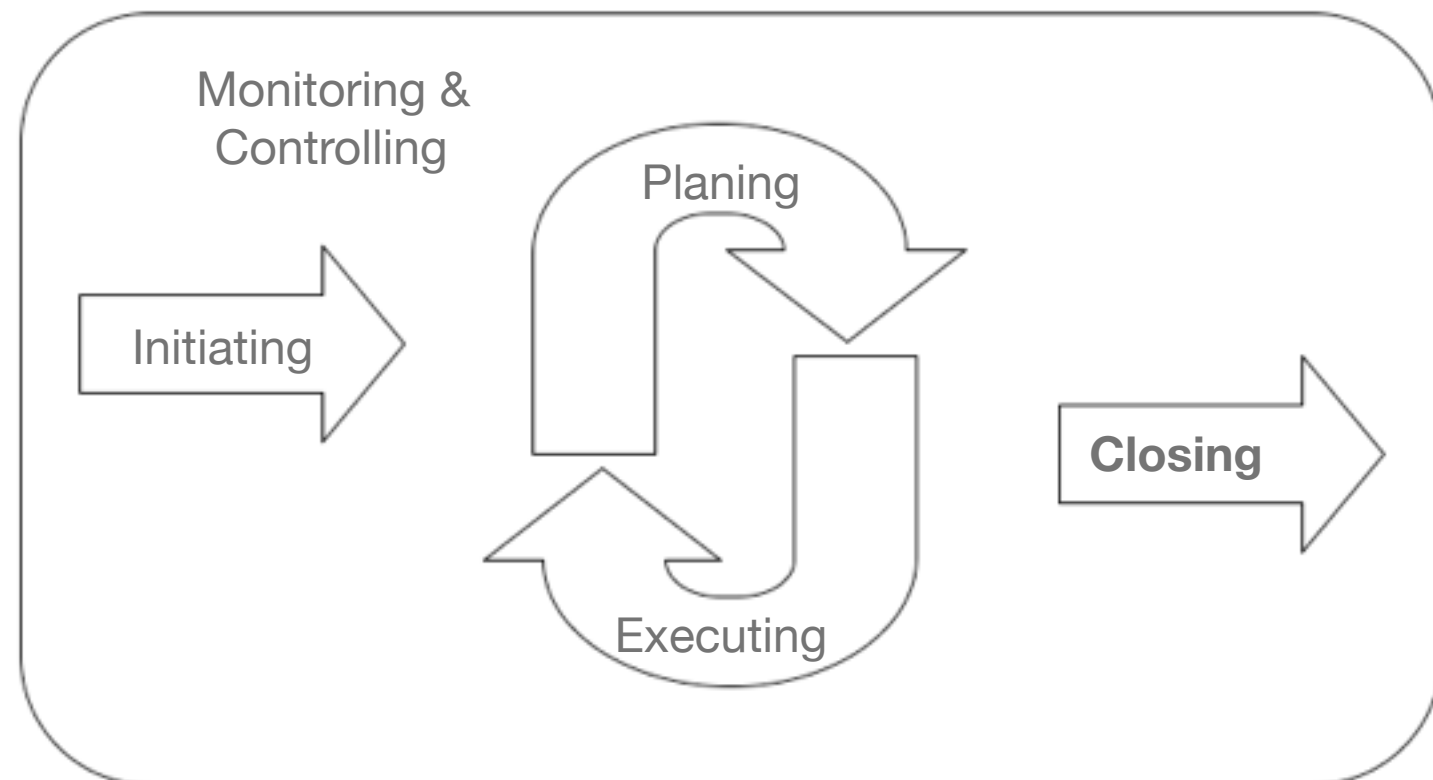 Monitoring &
Controlling
Planing
Initiating
Closing
Executing